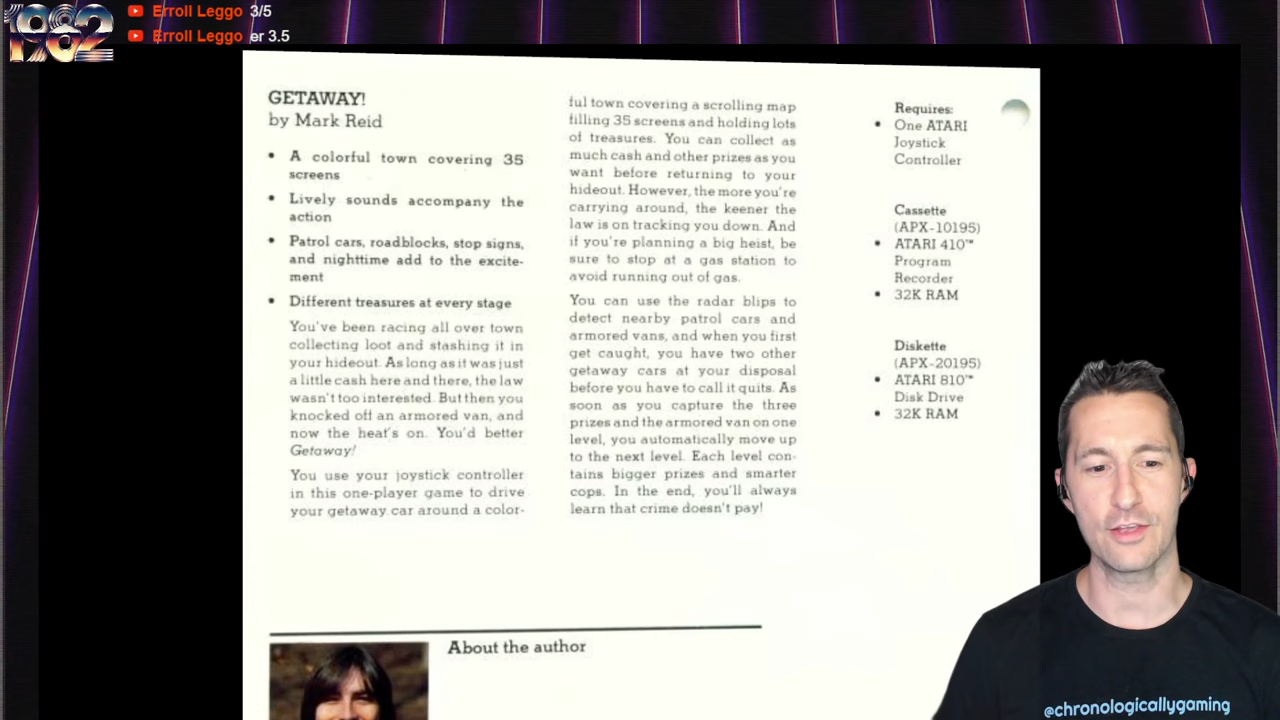 1982
Erroll Leggo 3/5
Erroll Leggo er 3.5
GETAWAY!
by Mark Reid
• A colorful town covering 35
screens
• Lively sounds accompany the
action
• Patrol cars, roadblocks, stop signs,
and nighttime add to the excite-
ment
• Different treasures at every stage
You've been racing all over town
collecting loot and stashing it in
your hideout. As long as it was just
a little cash here and there, the law
wasn't too interested. But then you
knocked off an armored van, and
now the heat's on. You'd better
Getaway!
You use your joystick controller
in this one-player game to drive
your getaway car around a color-
ful town covering a scrolling map
filling 35 screens and holding lots
of treasures. You can collect as
much cash and other prizes as you
want before returning to your
hideout. However, the more you're
carrying around, the keener the
law is on tracking you down. And
if you're planning a big heist, be
sure to stop at a gas station to
avoid running out of gas.
You can use the radar blips to
detect nearby patrol cars and
armored vans, and when you first
get caught, you have two other
getaway cars at your disposal
before you have to call it quits. As
soon as you capture the three
prizes and the armored van on one
level, you automatically move up
to the next level. Each level con-
tains bigger prizes and smarter
cops. In the end, you'll always
learn that crime doesn't pay!
Requires:
• One ATARI
Joystick
Controller
Cassette
(APX-10195)
• ATARI 410™
Program
Recorder
• 32K RAM
Diskette
(APX-20195)
• ATARI 810™
Disk Drive
• 32K RAM
About the author
@chronologicallygaming